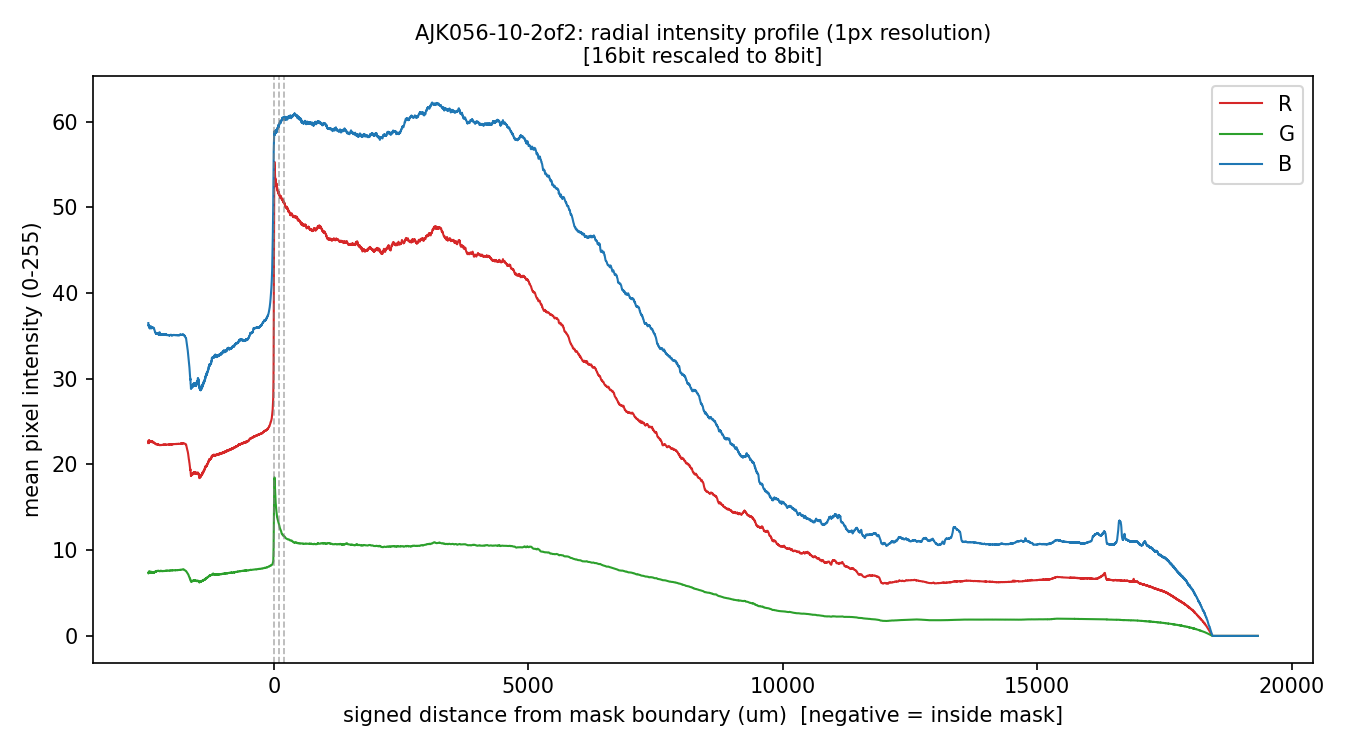 AJK056-10-2of2: radial intensity profile (1px resolution)
[16bit rescaled to 8bit]
R
G
B
mean pixel intensity (0-255)
60
50
40
30
20
10
0
0
5000
10000
15000
20000
signed distance from mask boundary (um)  [negative = inside mask]